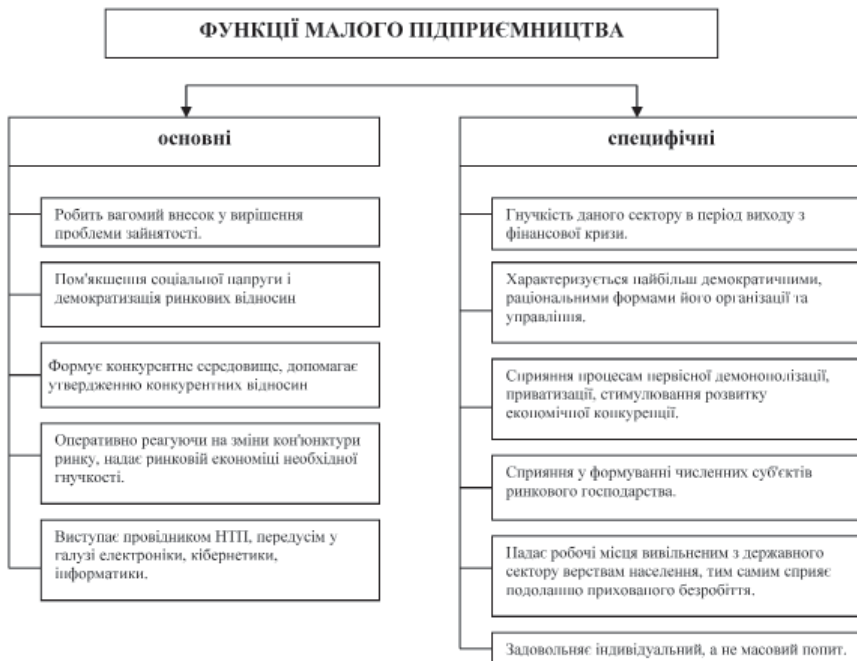 ФУНКЦІЇ МАЛОГО ПІДПРИЄМНИЦТВА
основні
Робить вагомий внесок у вирішення
проблеми зайнятості.
Пом'якшення соціальної напруги і
демократизація ринкових відносин
Формує конкурентне середовище, допомагає
утвердженню конкурентних відносин
Оперативно реагуючи на зміни кон'юнктури
ринку, надає ринковій економіці необхідної
гнучкості.
Виступає провідником НТП, передусім у
галузі електроніки, кібернетики,
інформатики.
специфічні
Гнучкість даного сектору в період виходу з
фінансової кризи.
Характеризується найбільш демократичними,
раціональними формами його організації та
управління.
Сприяння процесам первісної демонополізації,
приватизації, стимулювання розвитку
економічної конкуренції.
Сприяння у формуванні численних суб'єктів
ринкового господарства.
Надає робочі місця вивільненим з державного
сектору верствам населення, тим самим сприяє
подоланню прихованого безробіття.
Задовольняє індивідуальний, а не масовий попит.